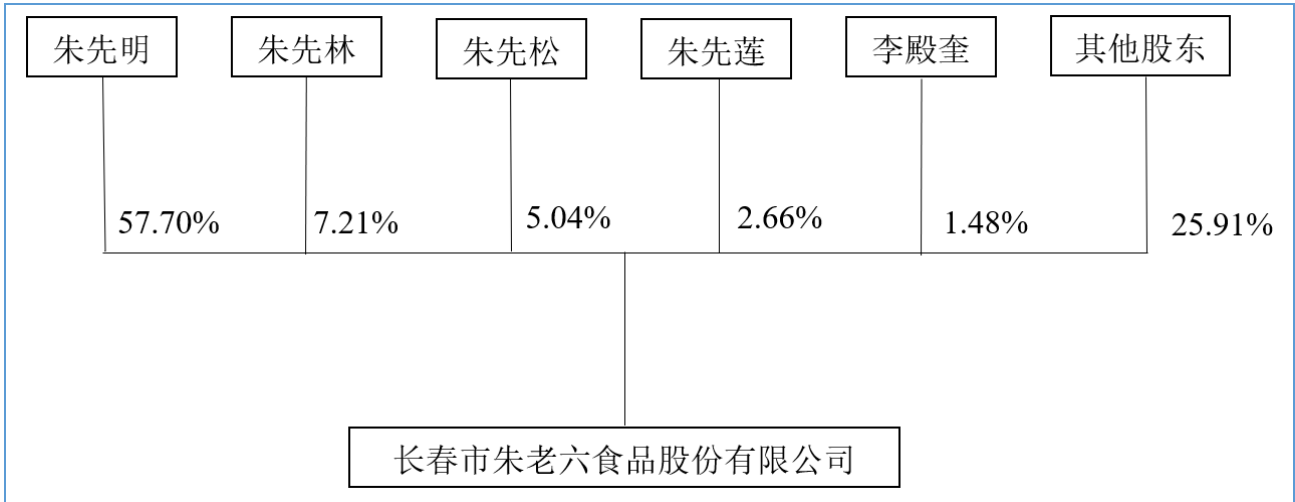 朱先明
朱先林
朱先松
朱先莲
李殿奎
其他股东
57.70%
7.21%
5.04%
2.66%
1.48%
25.91%
长春市朱老六食品股份有限公司